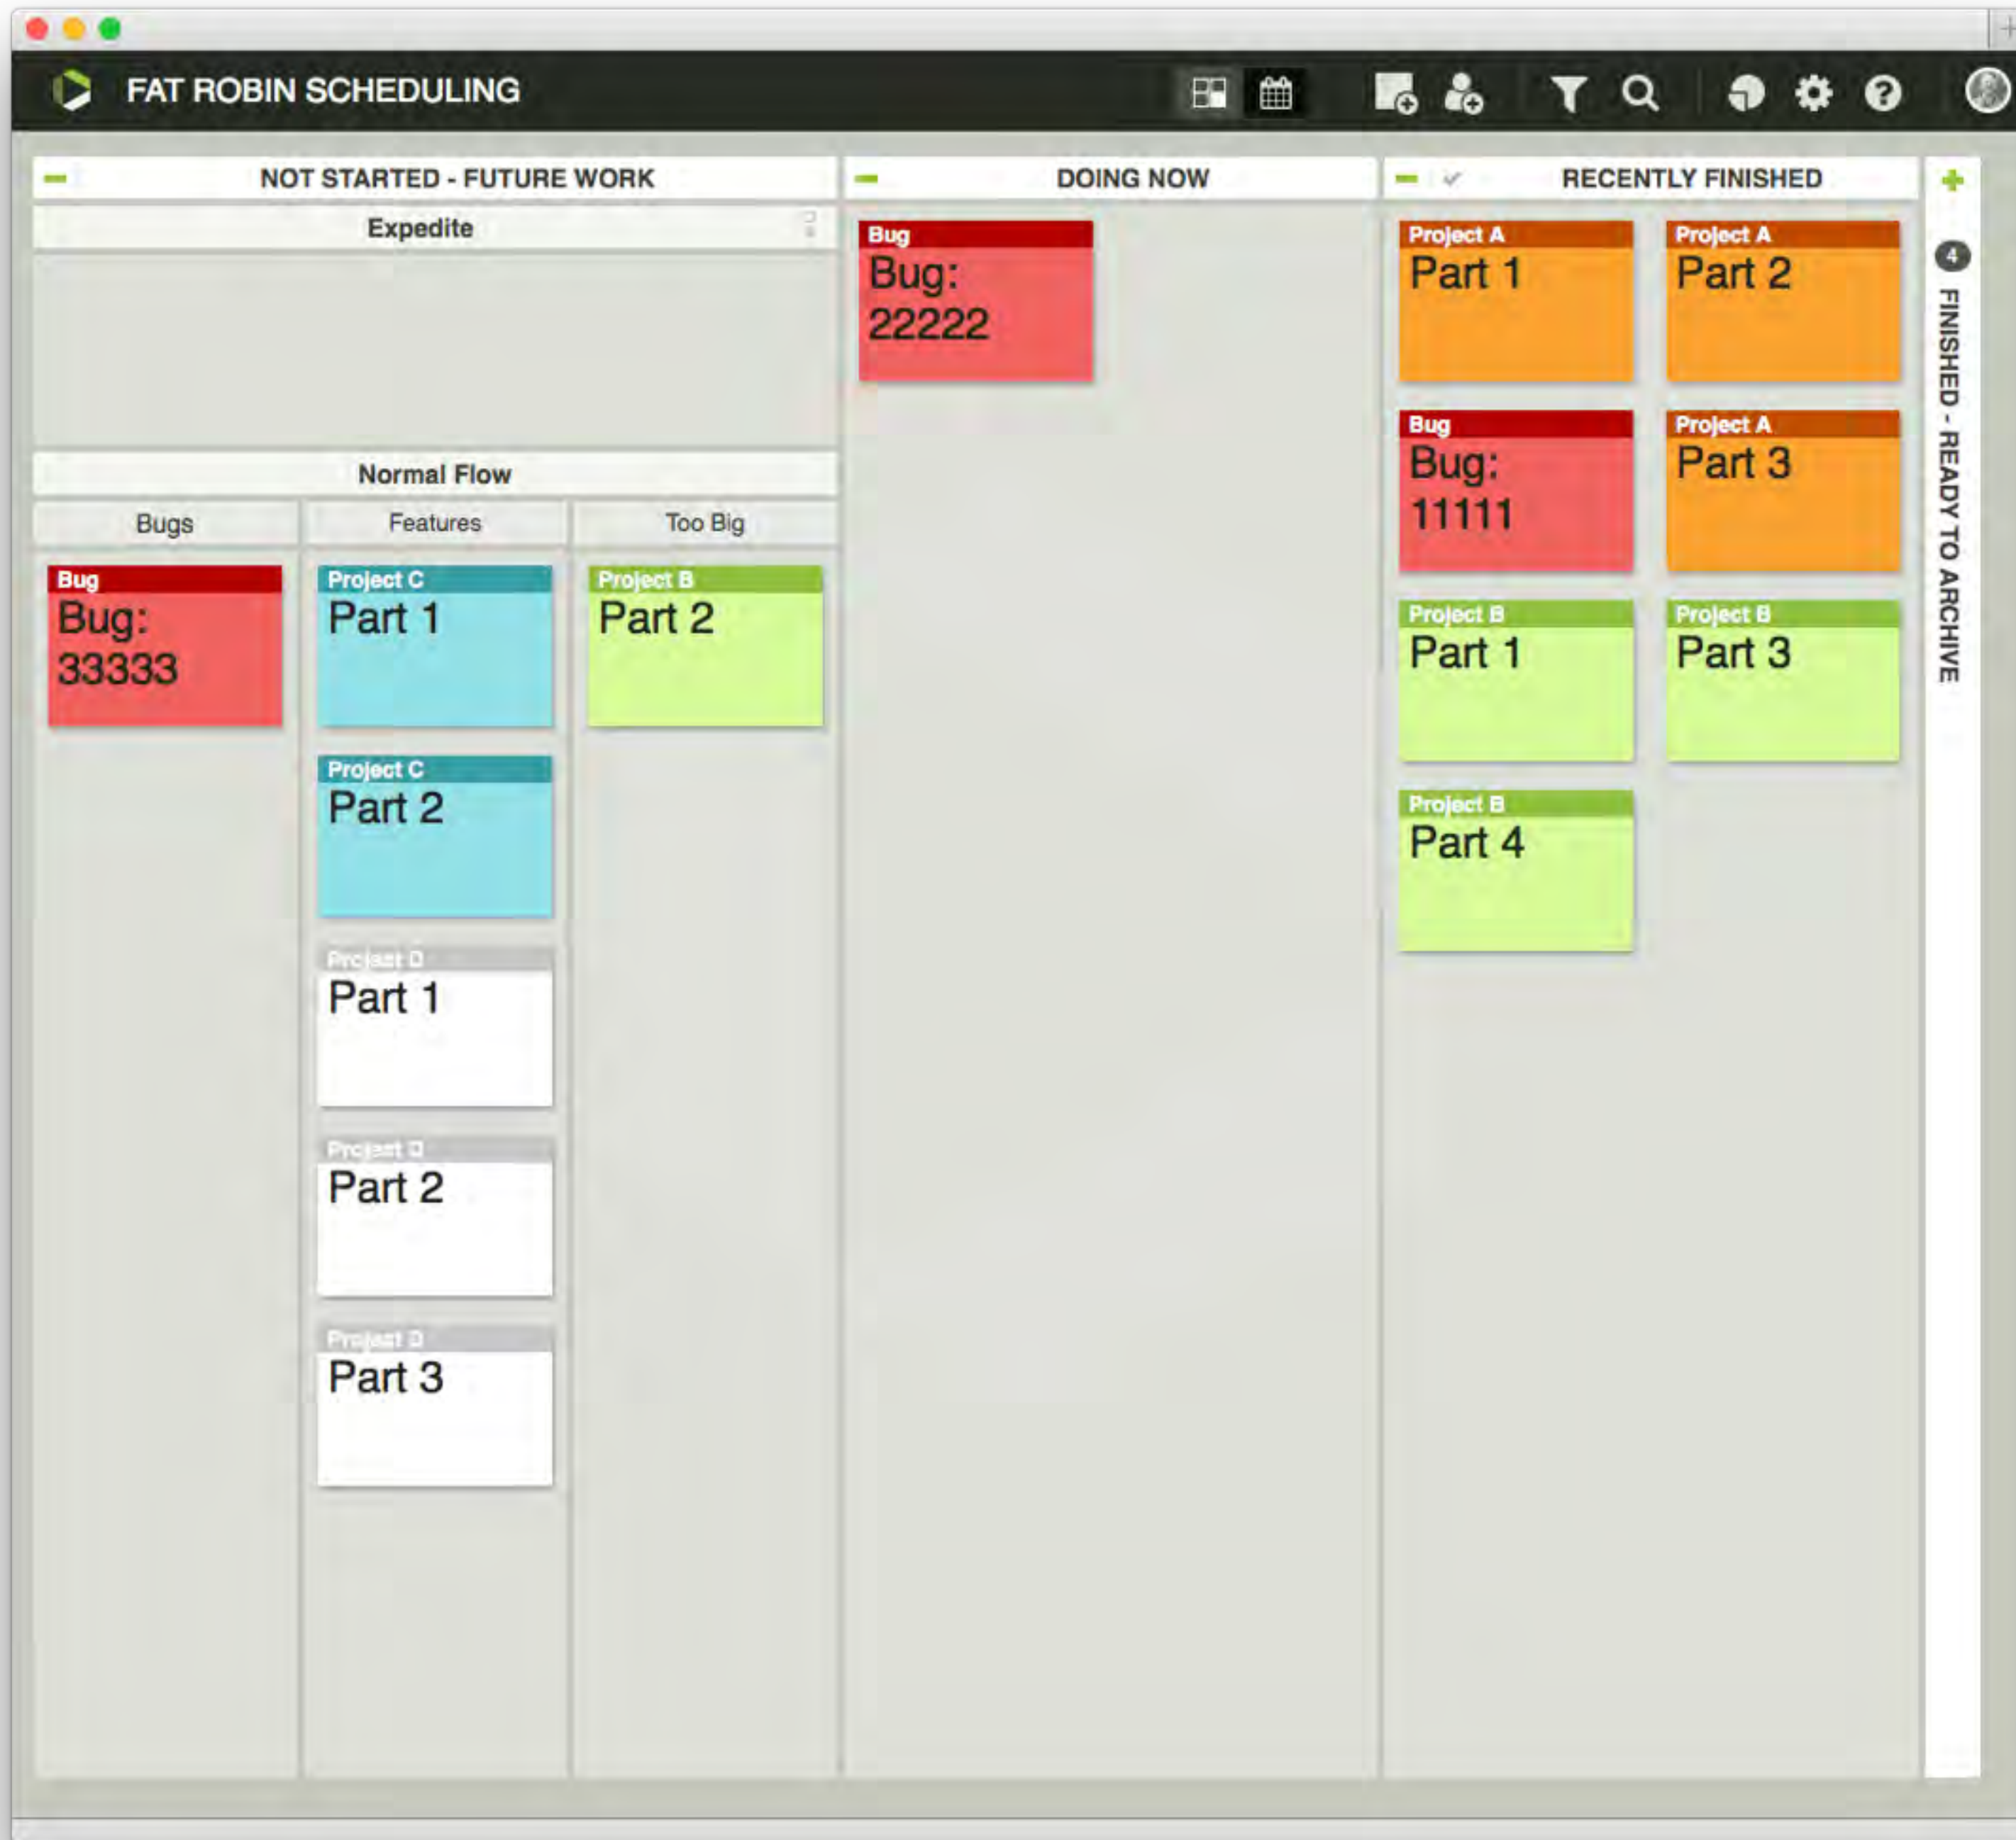 FAT ROBIN SCHEDULING
NOT STARTED - FUTURE WORK
Expedite
Normal Flow
Bugs
Features
Too Big
Bug
Bug:
33333
Project C
Part 1
Project C
Part 2
Project D
Part 1
Project D
Part 2
Project D
Part 3
Project B
Part 2
DOING NOW
Bug
Bug:
22222
RECENTLY FINISHED
Project A
Part 1
Project A
Part 2
Bug
Bug:
11111
Project A
Part 3
Project B
Part 1
Project B
Part 3
Project B
Part 4
4
FINISHED - READY TO ARCHIVE